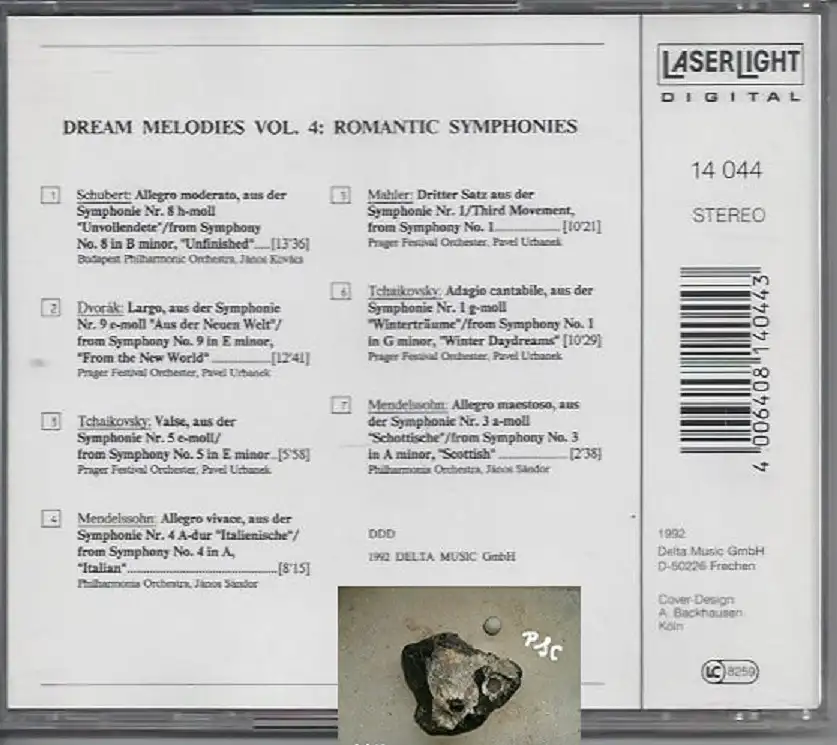 DREAM MELODIES VOL. 4: ROMANTIC SYMPHONIES
1 Schubert: Allegro moderato, aus der
Symphonie Nr. 8 h-moll
"Unvollendete"/from Symphony
No. 8 in B minor, "Unfinished".....[13'36]
Budapest Philharmonic Orchestra, János Kovács
2 Dvorák: Largo, aus der Symphonie
Nr. 9 e-moll "Aus der Neuen Welt"/
from Symphony No. 9 in E minor,
"From the New World" ..................[12'41]
Prager Festival Orchester, Pavel Urbanek
3 Tchaikovsky: Valse, aus der
Symphonie Nr. 5 e-moll/
from Symphony No. 5 in E minor..[5'58]
Prager Festival Orchester, Pavel Urbanek
4 Mendelssohn: Allegro vivace, aus der
Symphonie Nr. 4 A-dur "Italienische"/
from Symphony No. 4 in A,
"Italian"..............................................[8'15]
Philharmonia Orchestra, János Sándor
5 Mahler: Dritter Satz aus der
Symphonie Nr. 1/Third Movement,
from Symphony No. 1....................[10'21]
Prager Festival Orchester, Pavel Urbanek
6 Tchaikovsky: Adagio cantabile, aus der
Symphonie Nr. 1 g-moll
"Winterträume"/from Symphony No. 1
in G minor, "Winter Daydreams" [10'29]
Prager Festival Orchester, Pavel Urbanek
7 Mendelssohn: Allegro maestoso, aus
der Symphonie Nr. 3 a-moll
"Schottische"/from Symphony No. 3
in A minor, "Scottish" .....................[2'38]
Philharmonia Orchestra, János Sándor
DDD
1992 DELTA MUSIC GmbH
LASERLIGHT
DIGITAL
14 044
STEREO
4 006408 140443
1992
Delta Music GmbH
D-50226 Frechen
Cover-Design:
A. Backhausen
Köln
LC 8259
PSC